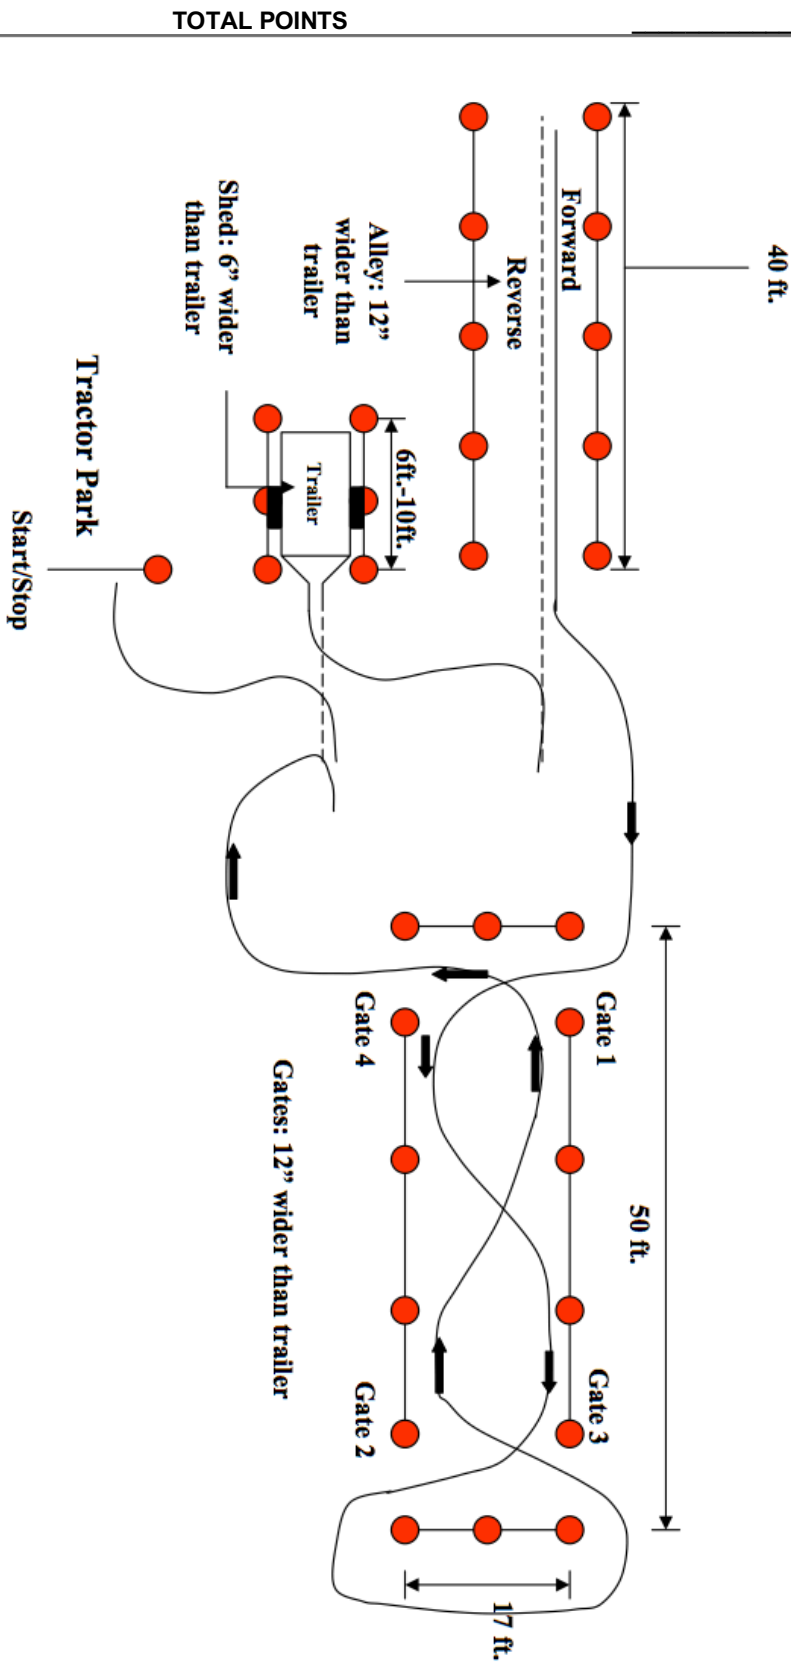 TOTAL POINTS
40 ft.
Forward
Reverse
Alley: 12”
wider than
trailer
Shed: 6” wider
than trailer
6ft.-10ft.
Trailer
Tractor Park
Start/Stop
Gate 1
Gate 4
50 ft.
Gates: 12” wider than trailer
Gate 3
Gate 2
17 ft.